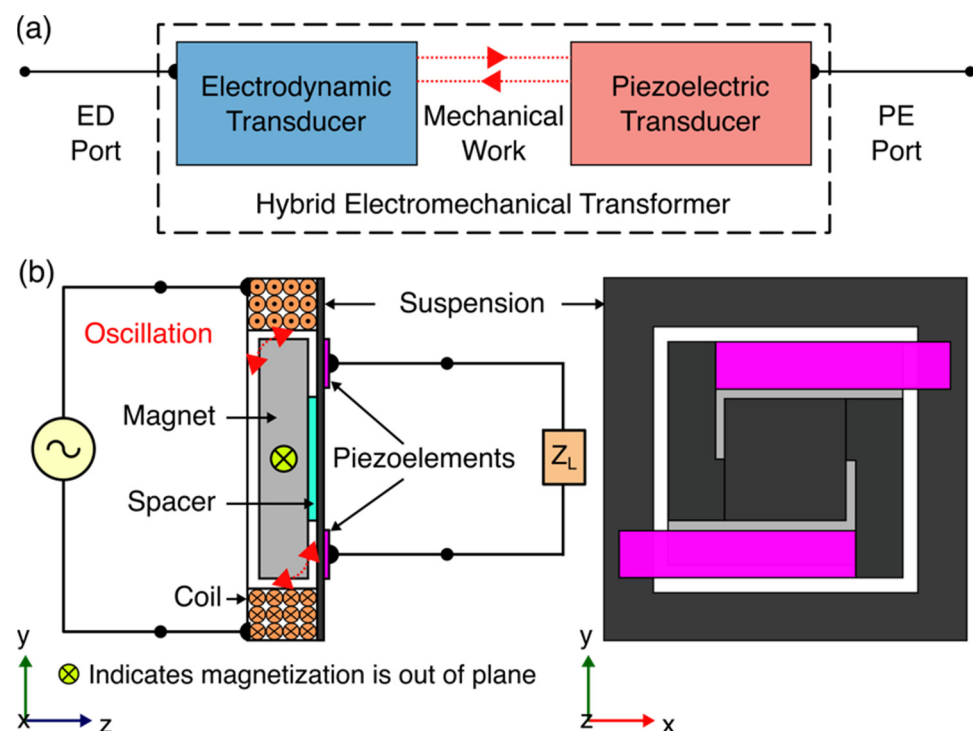 (a)
Electrodynamic
Transducer
Piezoelectric
Transducer
ED
Port
Mechanical
Work
PE
Port
Hybrid Electromechanical Transformer
(b)
Suspension
Oscillation
Magnet
Piezoelements
Z_L
Spacer
Coil
y
x
z
Indicates magnetization is out of plane
y
z
x